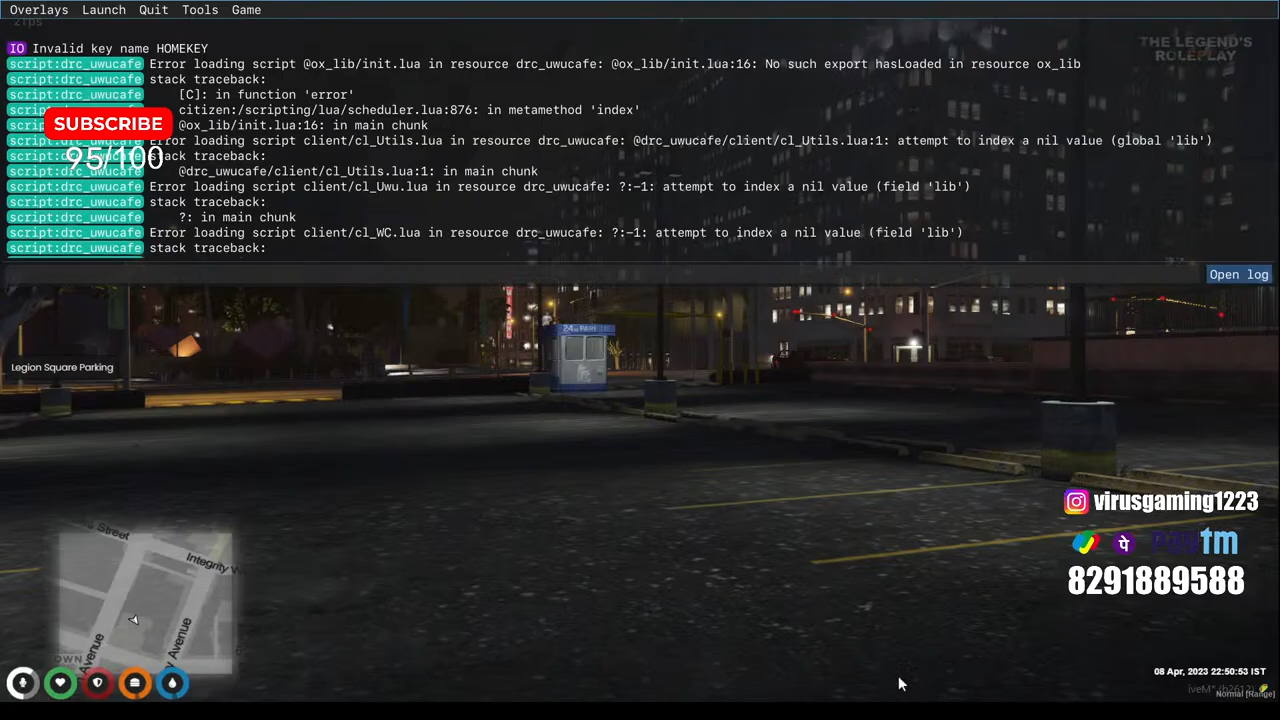 Overlays Launch Quit Tools Game
IO Invalid key name HOMEKEY
THE LEGEND'S
ROLEPLAY
script:drc_uwucafe Error loading script @ox_lib/init.lua in resource drc_uwucafe: @ox_lib/init.lua:16: No such export hasLoaded in resource ox_lib
script:drc_uwucafe stack traceback:
script:drc_uwucafe [C]: in function 'error'
script:drc_uwucafe citizen:/scripting/lua/scheduler.lua:876: in metamethod 'index'
@ox_lib/init.lua:16: in main chunk
SUBSCRIBE
script:drc_uwucafe Error loading script client/cl_Utils.lua in resource drc_uwucafe: @drc_uwucafe/client/cl_Utils.lua:1: attempt to index a nil value (global 'lib')
stack traceback:
95/100
script:drc_uwucafe @drc_uwucafe/client/cl_Utils.lua:1: in main chunk
script:drc_uwucafe Error loading script client/cl_Uwu.lua in resource drc_uwucafe: ?:-1: attempt to index a nil value (field 'lib')
script:drc_uwucafe stack traceback:
script:drc_uwucafe ?: in main chunk
script:drc_uwucafe Error loading script client/cl_WC.lua in resource drc_uwucafe: ?:-1: attempt to index a nil value (field 'lib')
script:drc_uwucafe stack traceback:
Open log
Legion Square Parking
virusgaming1223
Paytm
8291889588
Street
Integrity
Avenue
Avenue
08 Apr, 2023 22:50:53 IST
Normal [Range]